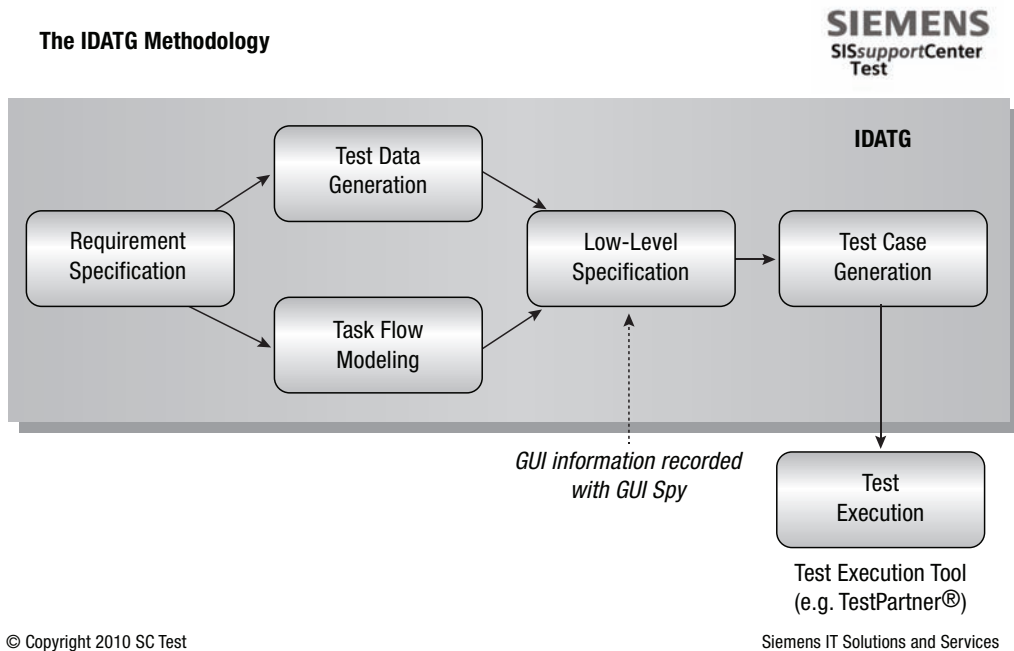 The IDATG Methodology
SIEMENS
SISsupportCenter
Test
IDATG
Test Data
Generation
Requirement
Specification
Low-Level
Specification
Test Case
Generation
Task Flow
Modeling
GUI information recorded
with GUI Spy
Test
Execution
Test Execution Tool
(e.g. TestPartner®)
© Copyright 2010 SC Test
Siemens IT Solutions and Services